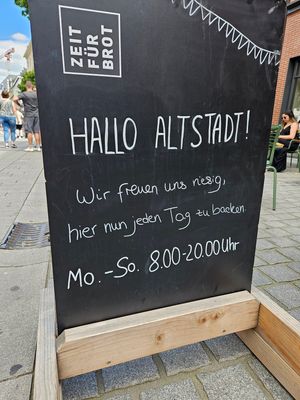 ZEIT
FÜR
BROT
HALLO ALTSTADT!
Wir freuen uns riesig,
hier nun jeden Tag zu backen.
Mo. - So. 8.00-20.00 Uhr